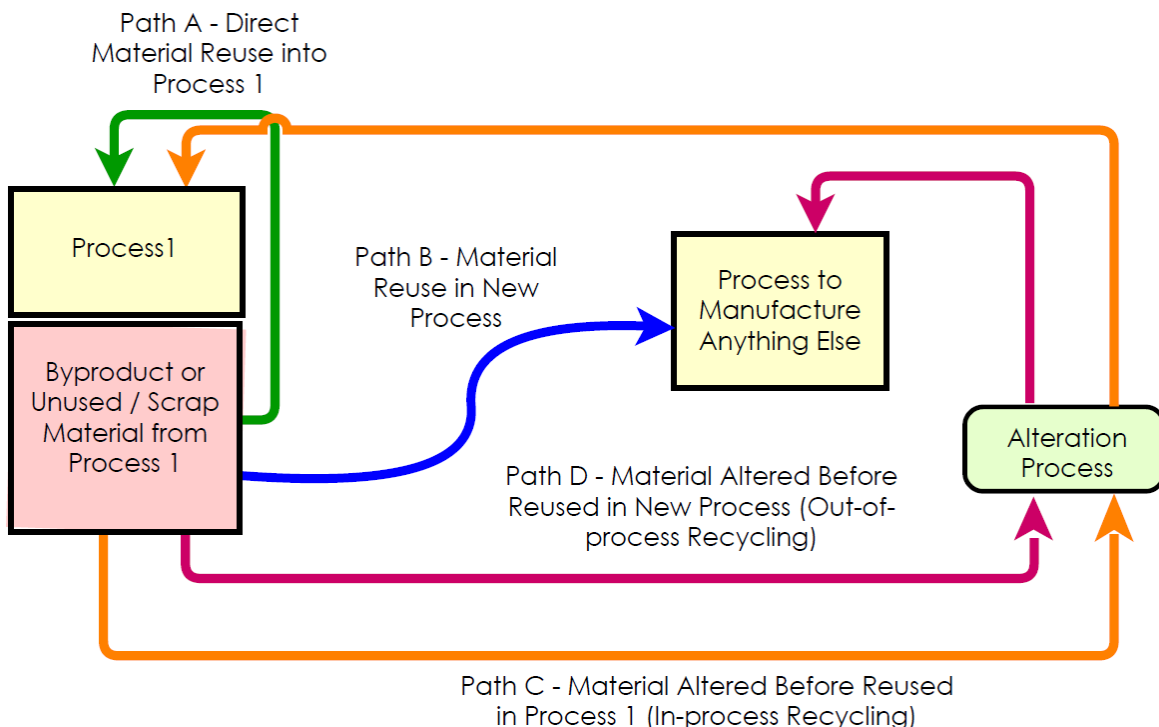 Path A - Direct
Material Reuse into
Process 1
Process1
Path B - Material
Reuse in New
Process
Process to
Manufacture
Anything Else
Byproduct or
Unused / Scrap
Material from
Process 1
Alteration
Process
Path D - Material Altered Before
Reused in New Process (Out-of-
process Recycling)
Path C - Material Altered Before Reused
in Process 1 (In-process Recycling)